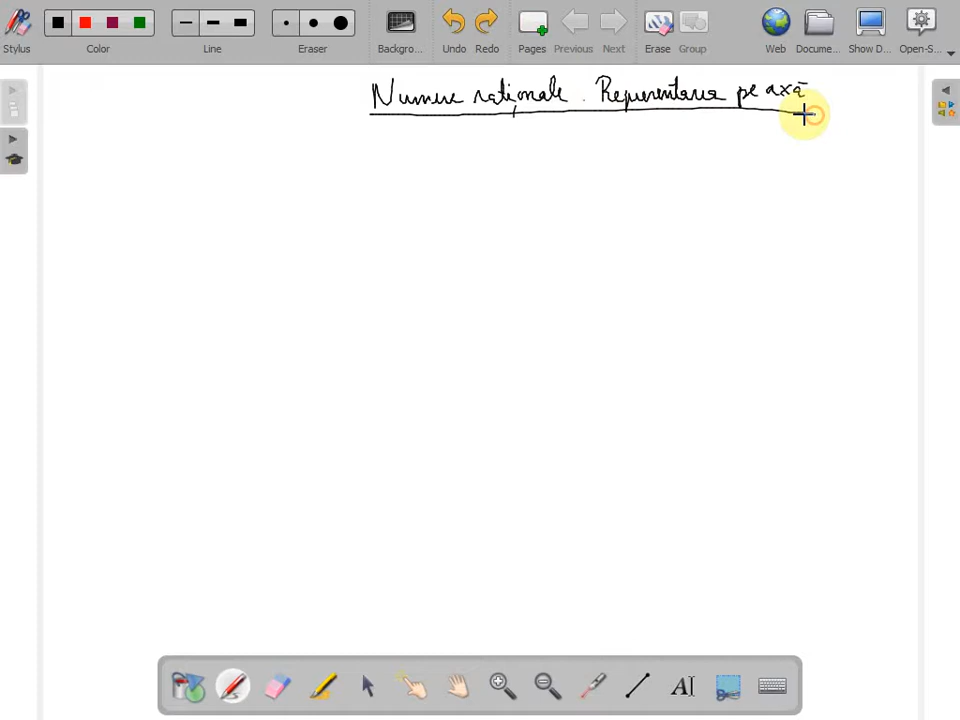 Stylus
Color
Line
Eraser
Backgro...
Undo
Redo
Pages
Previous
Next
Erase
Group
Web
Docume...
Show D...
Open-S...
Numere raționale. Reprezentarea pe axă
AI